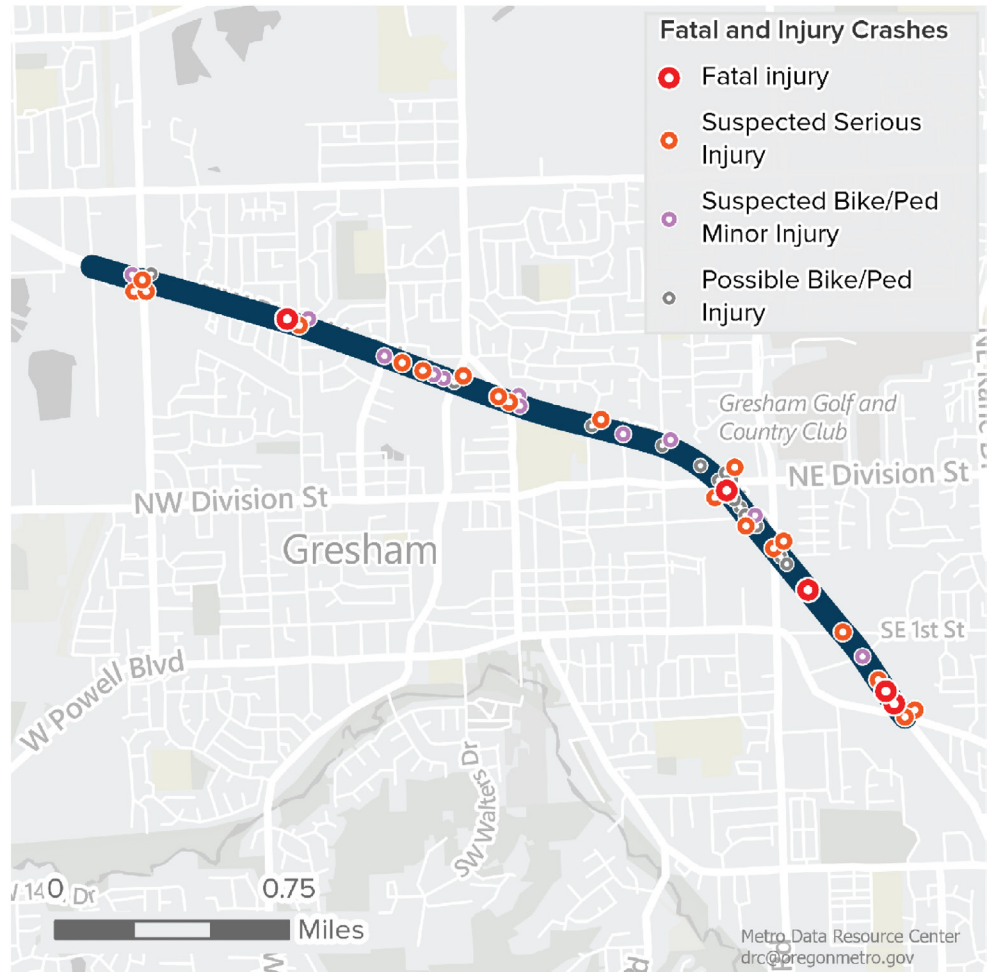 Fatal and Injury Crashes
Fatal injury
Suspected Serious
Injury
Suspected Bike/Ped
Minor Injury
Possible Bike/Ped
Injury
Gresham Golf and
Country Club
NE Division St
NW Division St
Gresham
SE 1st St
W Powell Blvd
SW Walters Dr
0
0.75
Miles
Metro Data Resource Center
drc@oregonmetro.gov